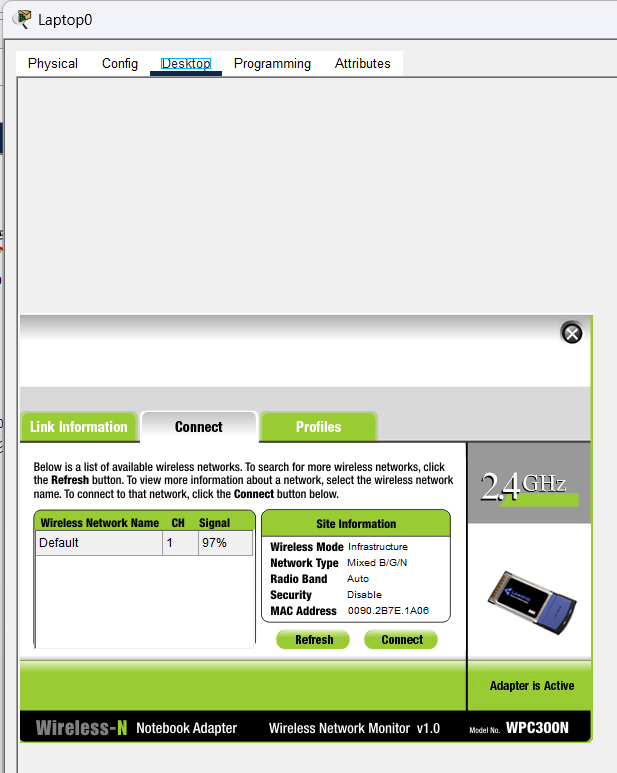 Laptop0
Physical Config Desktop Programming Attributes
Link Information Connect Profiles
Below is a list of available wireless networks. To search for more wireless networks, click
the Refresh button. To view more information about a network, select the wireless network
name. To connect to that network, click the Connect button below.
2.4GHz
Wireless Network Name CH Signal
Default 1 97%
Site Information
Wireless Mode Infrastructure
Network Type Mixed B/G/N
Radio Band Auto
Security Disable
MAC Address 0090.2B7E.1A06
Refresh Connect
Adapter is Active
Wireless-N Notebook Adapter Wireless Network Monitor v1.0 Model No. WPC300N